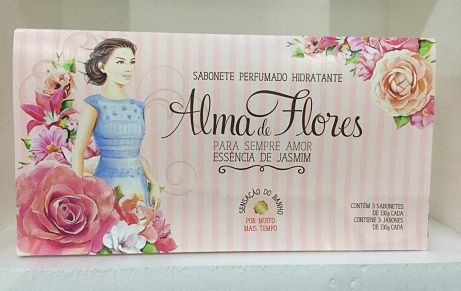 SABONETE PERFUMADO HIDRATANTE
Alma de Flores
PARA SEMPRE AMOR
ESSÊNCIA DE JASMIM
SENSAÇÃO DO BANHO
POR MUITO
MAIS TEMPO
CONTÉM 3 SABONETES
DE 130g CADA
CONTIENE 3 JABONES
DE 130g CADA